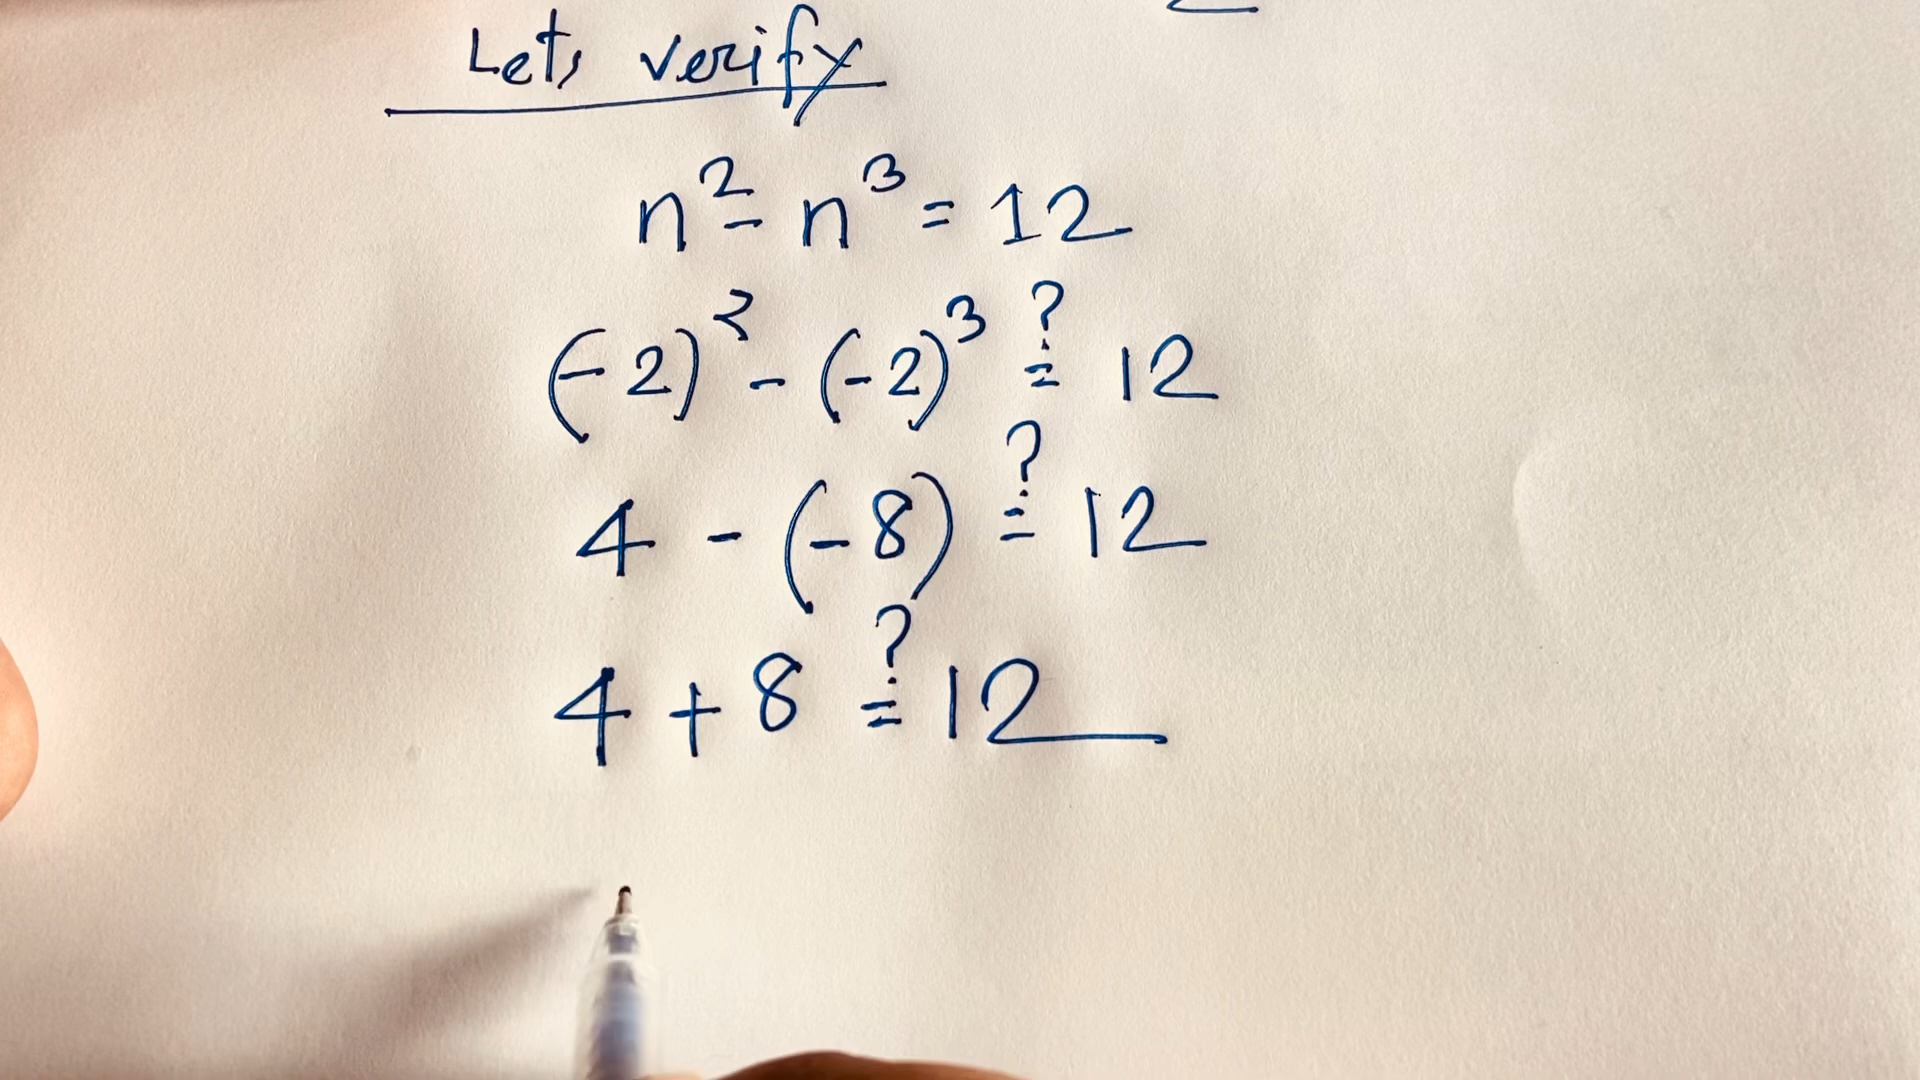 Lets verify
n² - n³ = 12
(-2)² - (-2)³ ≟ 12
4 - (-8) ≟ 12
4 + 8 ≟ 12